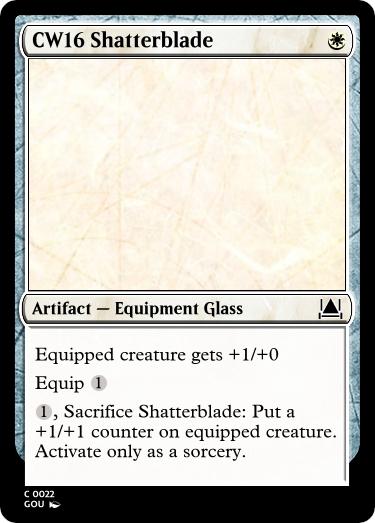 CW16 Shatterblade
Artifact — Equipment Glass
Equipped creature gets +1/+0
Equip 1
1, Sacrifice Shatterblade: Put a
+1/+1 counter on equipped creature.
Activate only as a sorcery.
C 0022
GOU